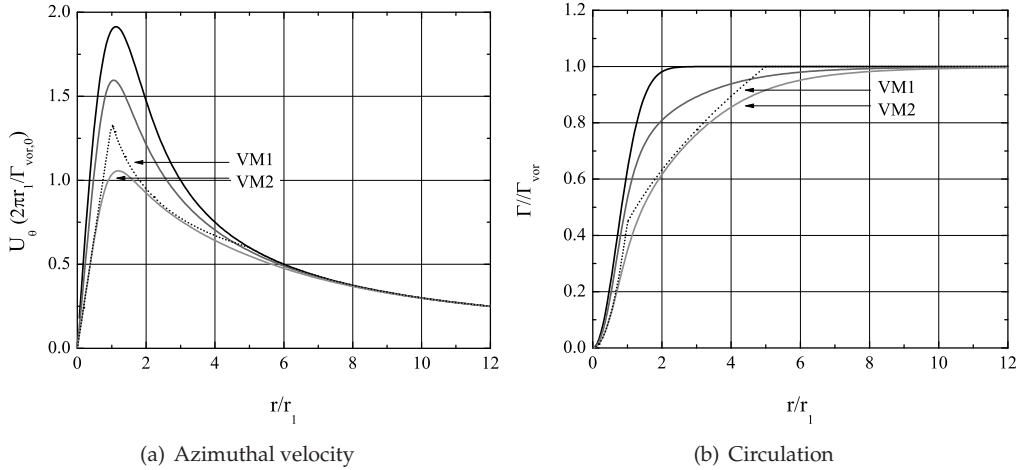 2.0
1.5
1.0
0.5
0.0
U_θ (2πr_1/Γ_vor,0)
VM1
VM2
0 2 4 6 8 10 12
r/r_1
(a) Azimuthal velocity
1.2
1.0
0.8
0.6
0.4
0.2
0.0
Γ//Γ_vor
VM1
VM2
0 2 4 6 8 10 12
r/r_1
(b) Circulation